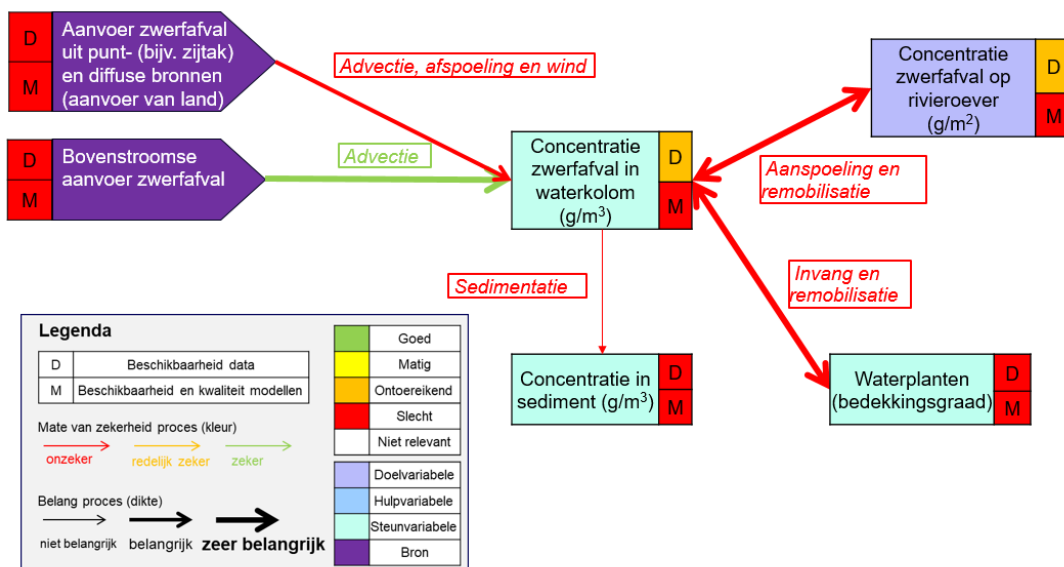 D
M
Aanvoer zwerfafval
uit punt- (bijv. zijtak)
en diffuse bronnen
(aanvoer van land)
Advectie, afspoeling en wind
Concentratie
zwerfafval op
rivieroever
(g/m²)
D
M
D
M
Bovenstroomse
aanvoer zwerfafval
Advectie
Concentratie
zwerfafval in
waterkolom
(g/m³)
D
M
Aanspoeling en
remobilisatie
Sedimentatie
Invang en
remobilisatie
Concentratie in
sediment (g/m³)
D
M
Waterplanten
(bedekkingsgraad)
D
M
Legenda
D Beschikbaarheid data
M Beschikbaarheid en kwaliteit modellen
Mate van zekerheid proces (kleur)
onzeker redelijk zeker zeker
Belang proces (dikte)
niet belangrijk belangrijk zeer belangrijk
Goed
Matig
Ontoereikend
Slecht
Niet relevant
Doelvariabele
Hulpvariabele
Steunvariabele
Bron